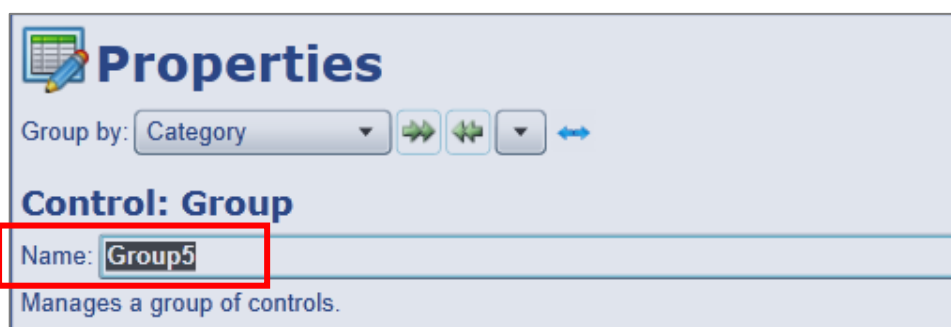 Properties
Group by: Category
Control: Group
Name: Group5
Manages a group of controls.